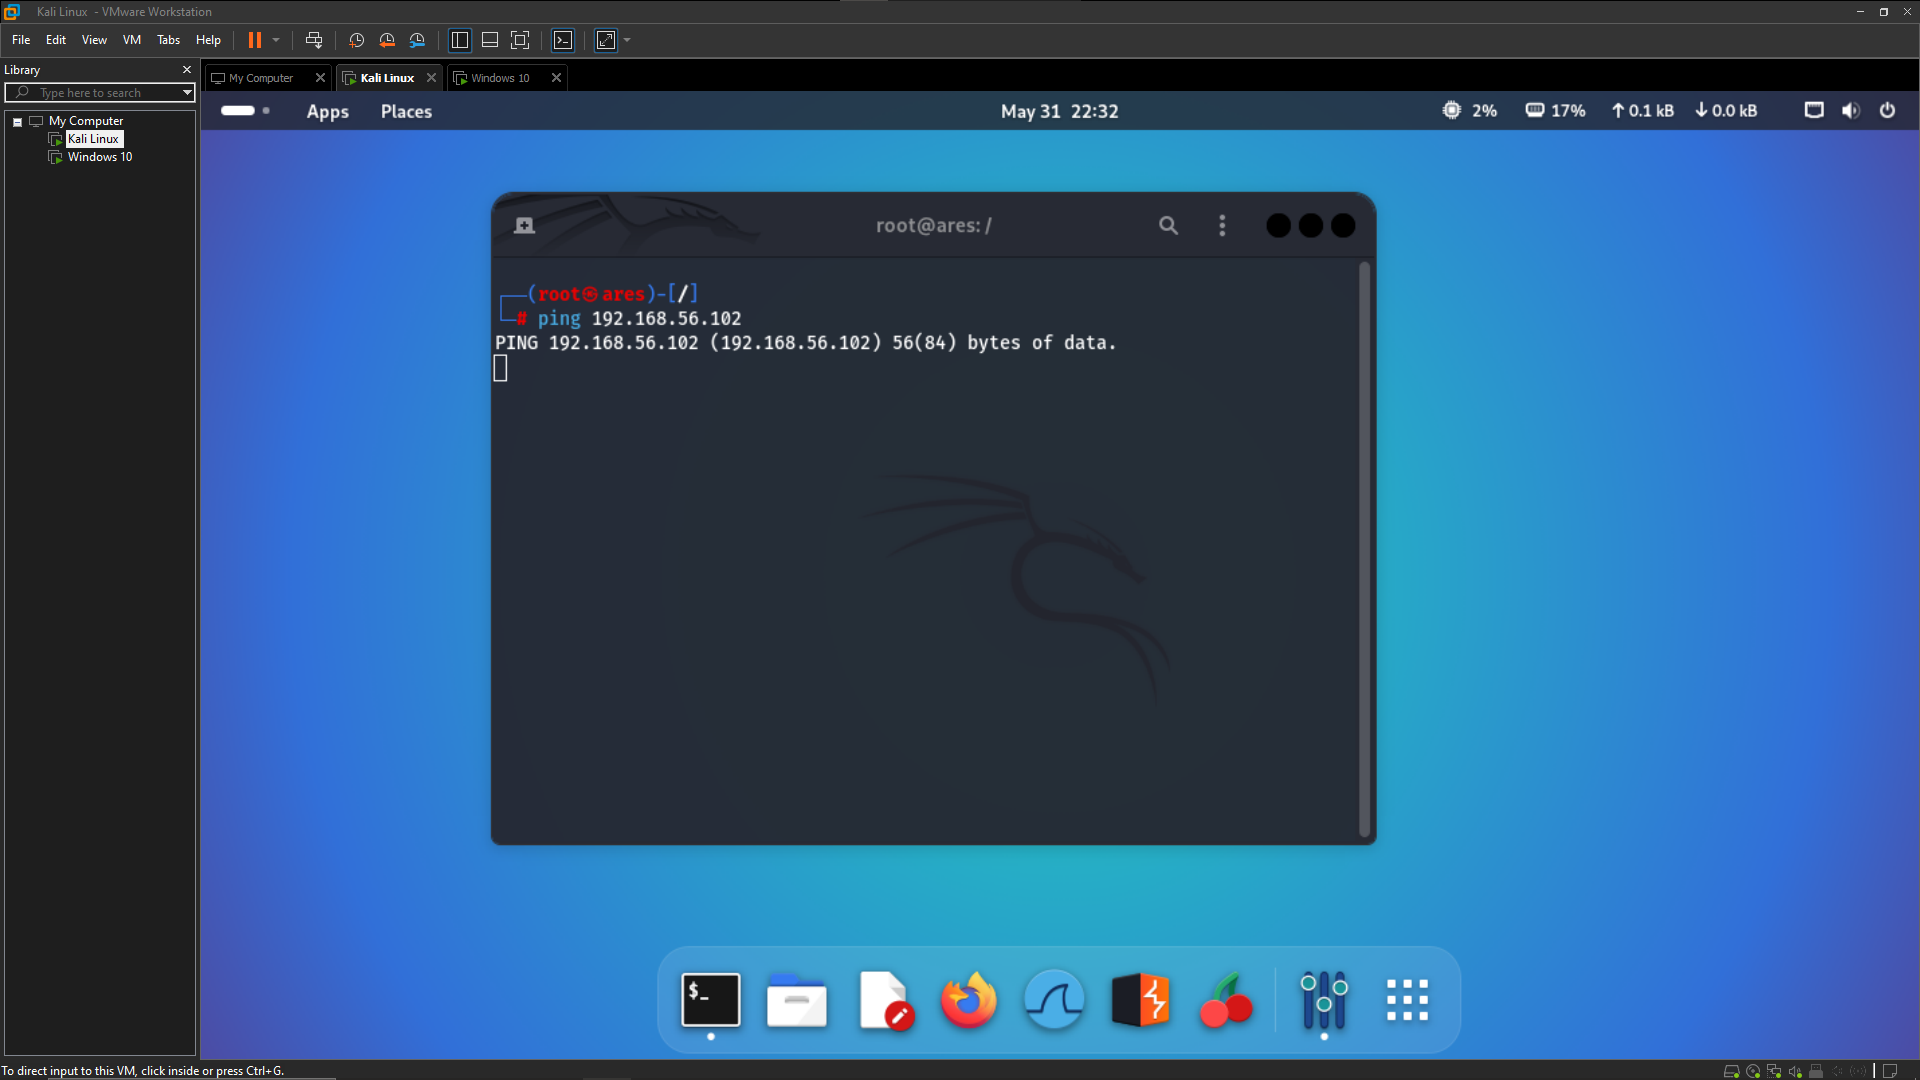 Kali Linux - VMware Workstation
File Edit View VM Tabs Help
Library
Type here to search
My Computer
Kali Linux
Windows 10
My Computer Kali Linux Windows 10
Apps Places May 31 22:32 2% 17% ↑ 0.1 kB ↓ 0.0 kB
root@ares: /
┌──(root㉿ares)-[/]
└─# ping 192.168.56.102
PING 192.168.56.102 (192.168.56.102) 56(84) bytes of data.
$_
To direct input to this VM, click inside or press Ctrl+G.